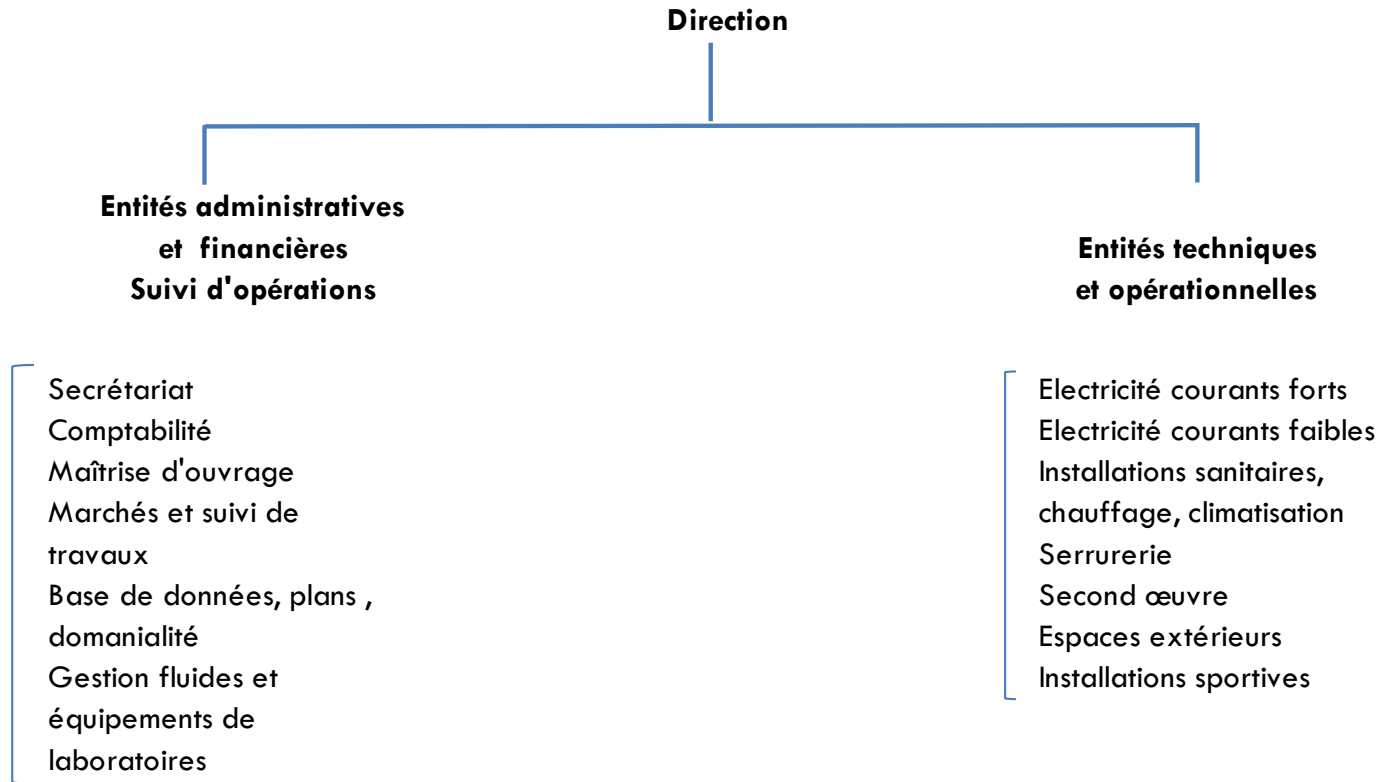 Direction
Entités administratives
et financières
Suivi d'opérations
Secrétariat
Comptabilité
Maîtrise d'ouvrage
Marchés et suivi de
travaux
Base de données, plans ,
domanialité
Gestion fluides et
équipements de
laboratoires
Entités techniques
et opérationnelles
Electricité courants forts
Electricité courants faibles
Installations sanitaires,
chauffage, climatisation
Serrurerie
Second œuvre
Espaces extérieurs
Installations sportives